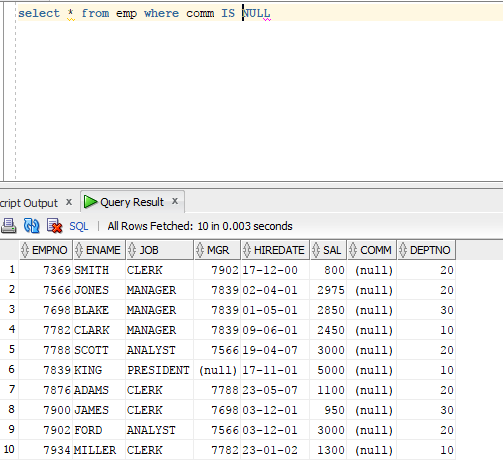 select * from emp where comm IS NULL
cript Output x Query Result x
SQL | All Rows Fetched: 10 in 0.003 seconds
EMPNO ENAME JOB MGR HIREDATE SAL COMM DEPTNO
1 7369 SMITH CLERK 7902 17-12-00 800 (null) 20
2 7566 JONES MANAGER 7839 02-04-01 2975 (null) 20
3 7698 BLAKE MANAGER 7839 01-05-01 2850 (null) 30
4 7782 CLARK MANAGER 7839 09-06-01 2450 (null) 10
5 7788 SCOTT ANALYST 7566 19-04-07 3000 (null) 20
6 7839 KING PRESIDENT (null) 17-11-01 5000 (null) 10
7 7876 ADAMS CLERK 7788 23-05-07 1100 (null) 20
8 7900 JAMES CLERK 7698 03-12-01 950 (null) 30
9 7902 FORD ANALYST 7566 03-12-01 3000 (null) 20
10 7934 MILLER CLERK 7782 23-01-02 1300 (null) 10